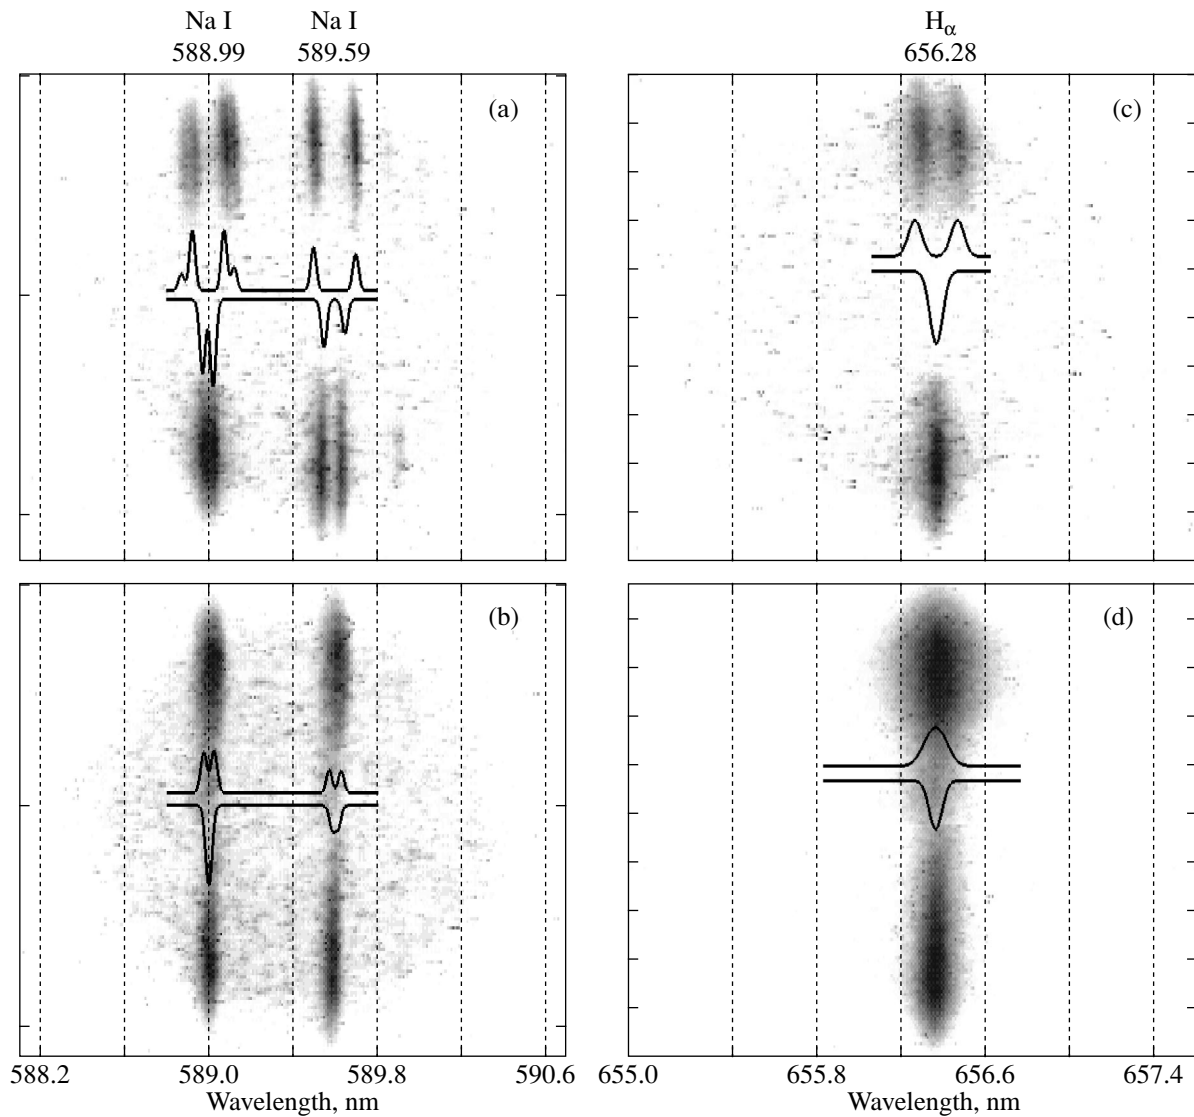 Na I Na I H_α
588.99 589.59 656.28
(a) (c)
(b) (d)
588.2 589.0 589.8 590.6 655.0 655.8 656.6 657.4
Wavelength, nm Wavelength, nm